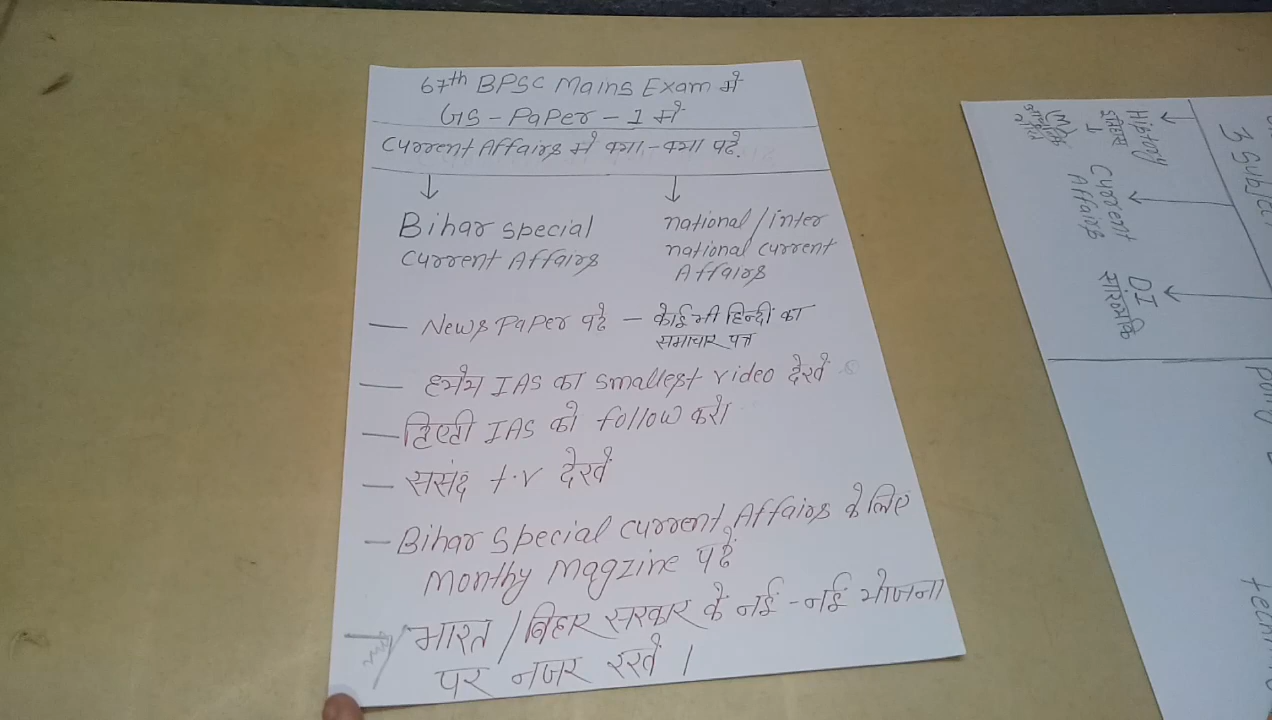 67th BPSC Mains Exam में
GS - PaPer - 1 में
Current Affairs में क्या-क्या पढे.
Bihar special
Current Affairs
national/inter
national current
Affairs
— News PaPer पढे — कोई भी हिन्दी का
समाचार पत्र
— ध्येय IAS का smallest video देखें
— IAS को follow करें
— ससंद t.v देखें
— Bihar special current Affairs के लिए
monthy magzine पढें
— भारत / बिहार सरकार के नई-नई योजना
पर नजर रखें ।
3 Subject
History
इतिहास
Current
Affairs
DI